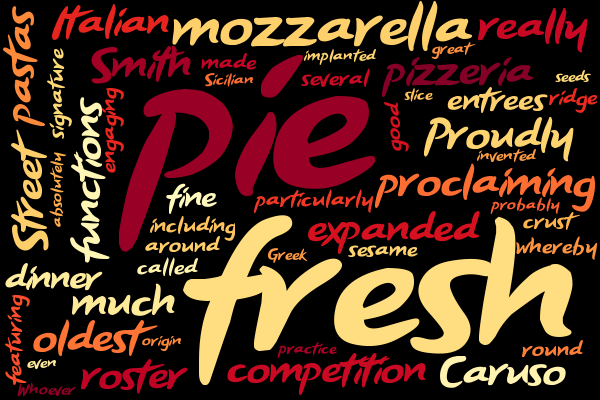 Italian
mozzarella
really
pastas
Smith
made
implanted
great
signature
Sicilian
several
pizzeria
seeds
engaging
pie
slice
entrees
ridge
functions
good
Proudly
Street
absolutely
invented
fine
particularly
proclaiming
probably
including
expanded
crust
around
Greek
sesame
whereby
called
dinner
fresh
much
featuring
oldest
origin
practice
round
even
Whoever
roster
competition
Caruso